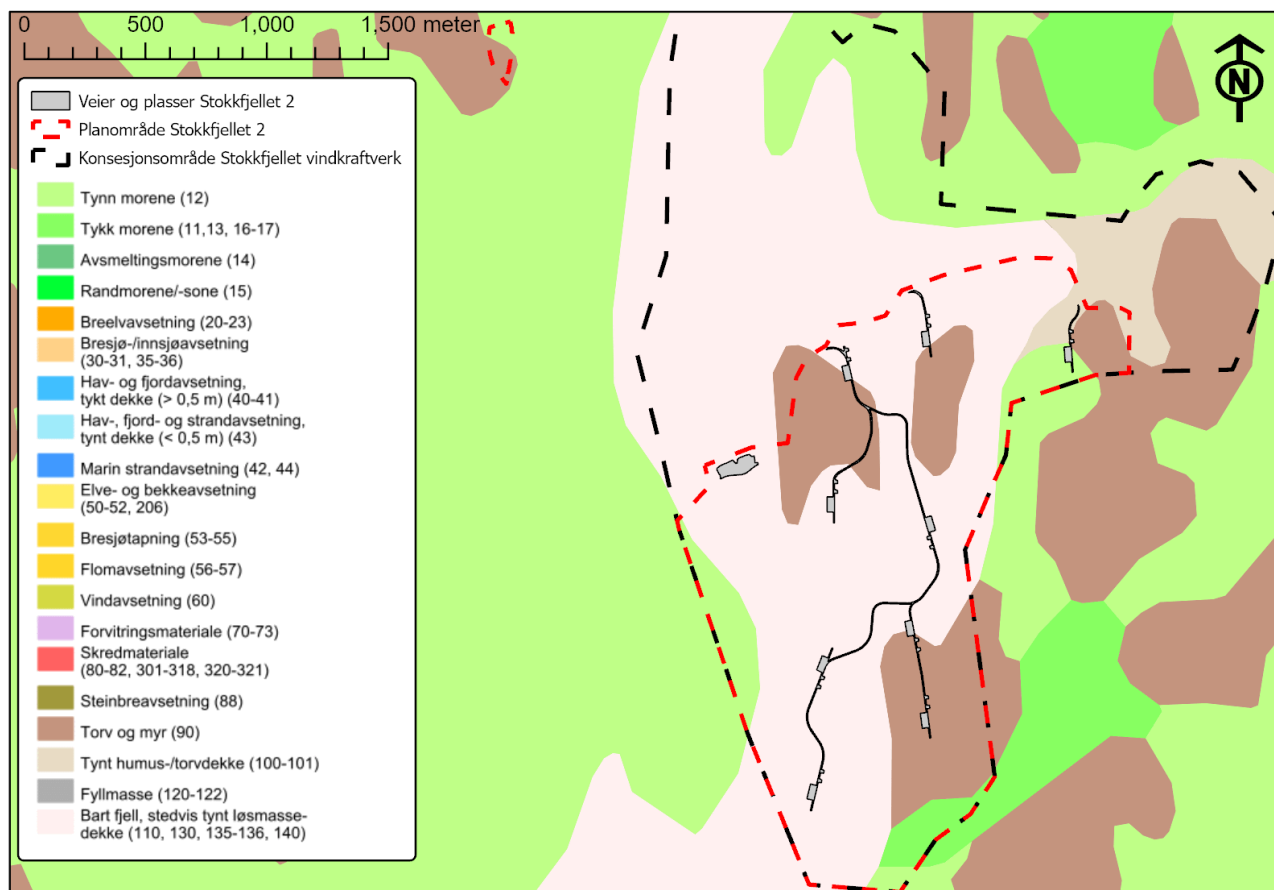 0 500 1,000 1,500 meter
N
Veier og plasser Stokkfjellet 2
Planområde Stokkfjellet 2
Konsesjonsområde Stokkfjellet vindkraftverk
Tynn morene (12)
Tykk morene (11,13, 16-17)
Avsmeltingsmorene (14)
Randmorene/-sone (15)
Breelvavsetning (20-23)
Bresjø-/innsjøavsetning
(30-31, 35-36)
Hav- og fjordavsetning,
tykt dekke (> 0,5 m) (40-41)
Hav-, fjord- og strandavsetning,
tynt dekke (< 0,5 m) (43)
Marin strandavsetning (42, 44)
Elve- og bekkeavsetning
(50-52, 206)
Bresjøtapning (53-55)
Flomavsetning (56-57)
Vindavsetning (60)
Forvitringsmateriale (70-73)
Skredmateriale
(80-82, 301-318, 320-321)
Steinbreavsetning (88)
Torv og myr (90)
Tynt humus-/torvdekke (100-101)
Fyllmasse (120-122)
Bart fjell, stedvis tynt løsmasse-
dekke (110, 130, 135-136, 140)